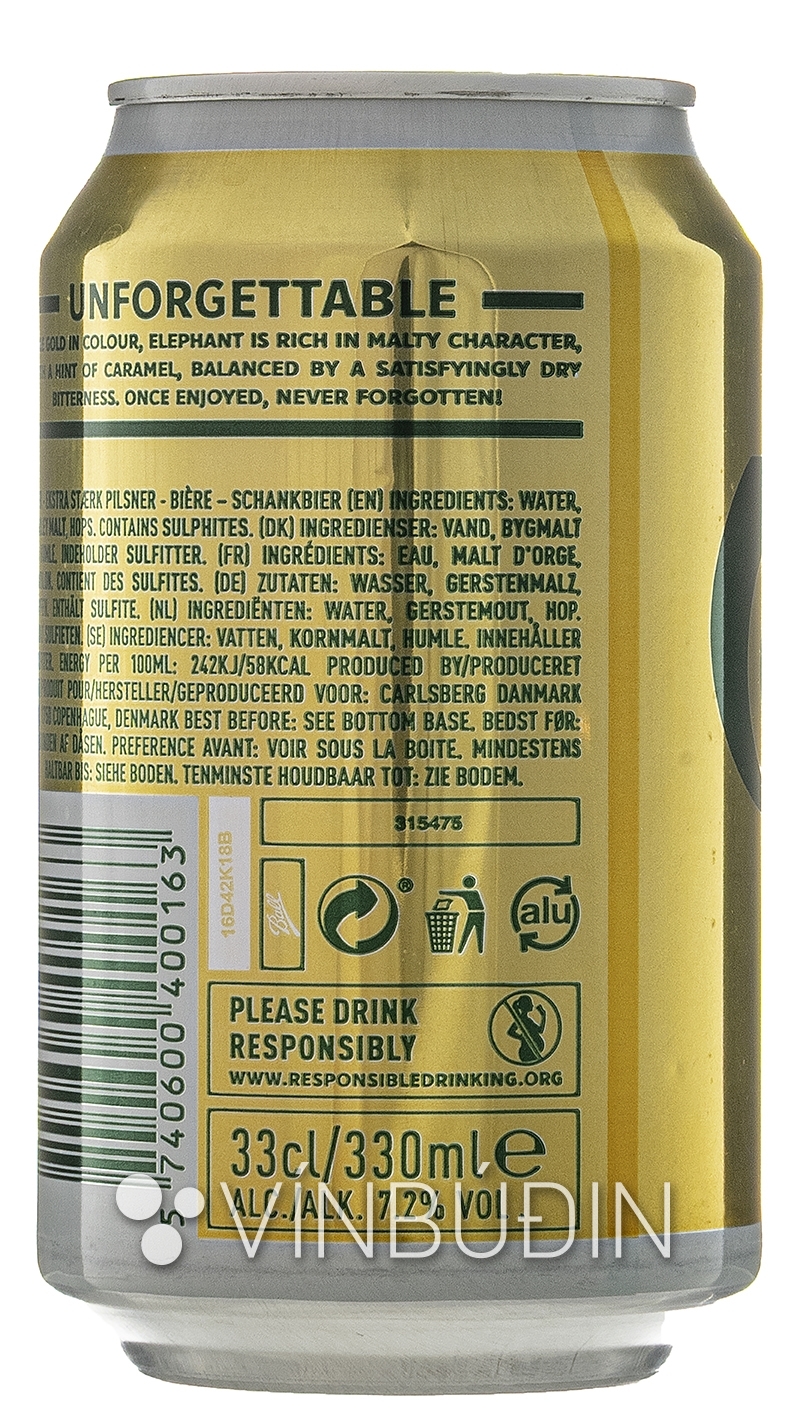 UNFORGETTABLE
GOLD IN COLOUR, ELEPHANT IS RICH IN MALTY CHARACTER,
A HINT OF CARAMEL, BALANCED BY A SATISFYINGLY DRY
BITTERNESS. ONCE ENJOYED, NEVER FORGOTTEN!
EKSTRA STÆRK PILSNER - BIÈRE – SCHANKBIER (EN) INGREDIENTS: WATER,
MALT, HOPS. CONTAINS SULPHITES. (DK) INGREDIENSER: VAND, BYGMALT
INDEHOLDER SULFITTER. (FR) INGRÉDIENTS: EAU, MALT D'ORGE,
CONTIENT DES SULFITES. (DE) ZUTATEN: WASSER, GERSTENMALZ,
ENTHÄLT SULFITE. (NL) INGREDIËNTEN: WATER, GERSTEMOUT, HOP.
SULFIETEN. (SE) INGREDIENCER: VATTEN, KORNMALT, HUMLE. INNEHÅLLER
ENERGY PER 100ML: 242KJ/58KCAL PRODUCED BY/PRODUCERET
PRODUIT POUR/HERSTELLER/GEPRODUCEERD VOOR: CARLSBERG DANMARK
COPENHAGUE, DENMARK BEST BEFORE: SEE BOTTOM BASE. BEDST FØR:
AF DÅSEN. PREFERENCE AVANT: VOIR SOUS LA BOITE. MINDESTENS
HALTBAR BIS: SIEHE BODEN. TENMINSTE HOUDBAAR TOT: ZIE BODEM.
315475
16D42K18B
Ball
®
alu
5 740600 400163
PLEASE DRINK
RESPONSIBLY
WWW.RESPONSIBLEDRINKING.ORG
33cl/330ml e
ALC./ALK. 7,2% VOL.
VÍNBÚÐIN